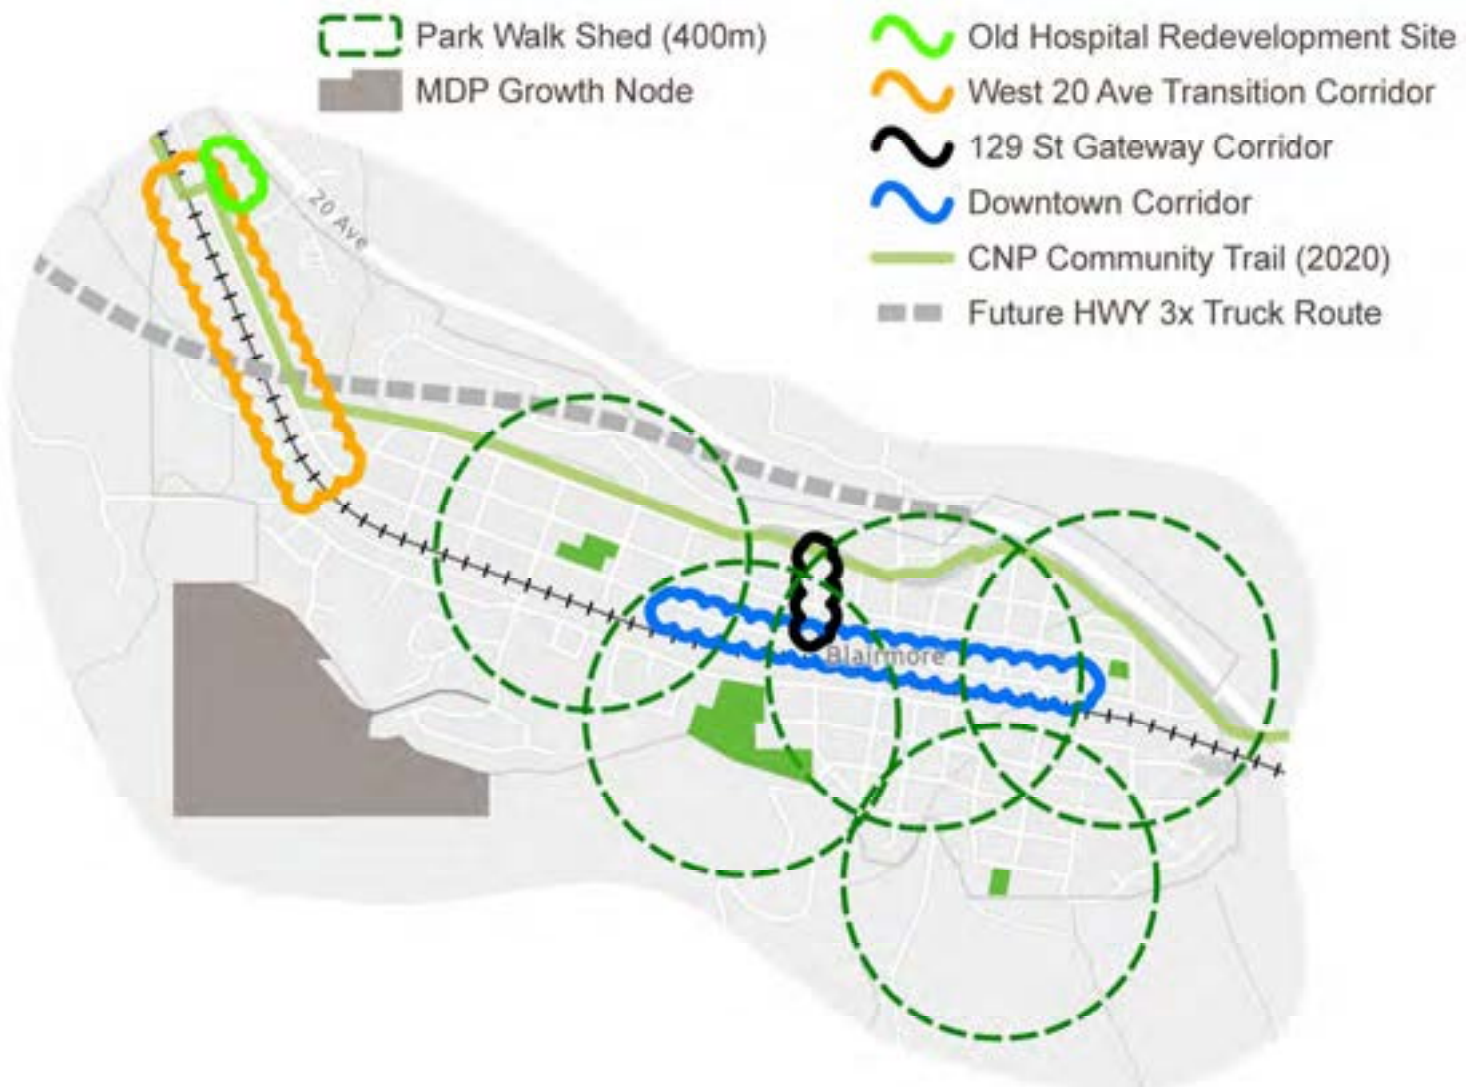 Park Walk Shed (400m)
MDP Growth Node
Old Hospital Redevelopment Site
West 20 Ave Transition Corridor
129 St Gateway Corridor
Downtown Corridor
CNP Community Trail (2020)
Future HWY 3x Truck Route
20 Ave
Blairmore